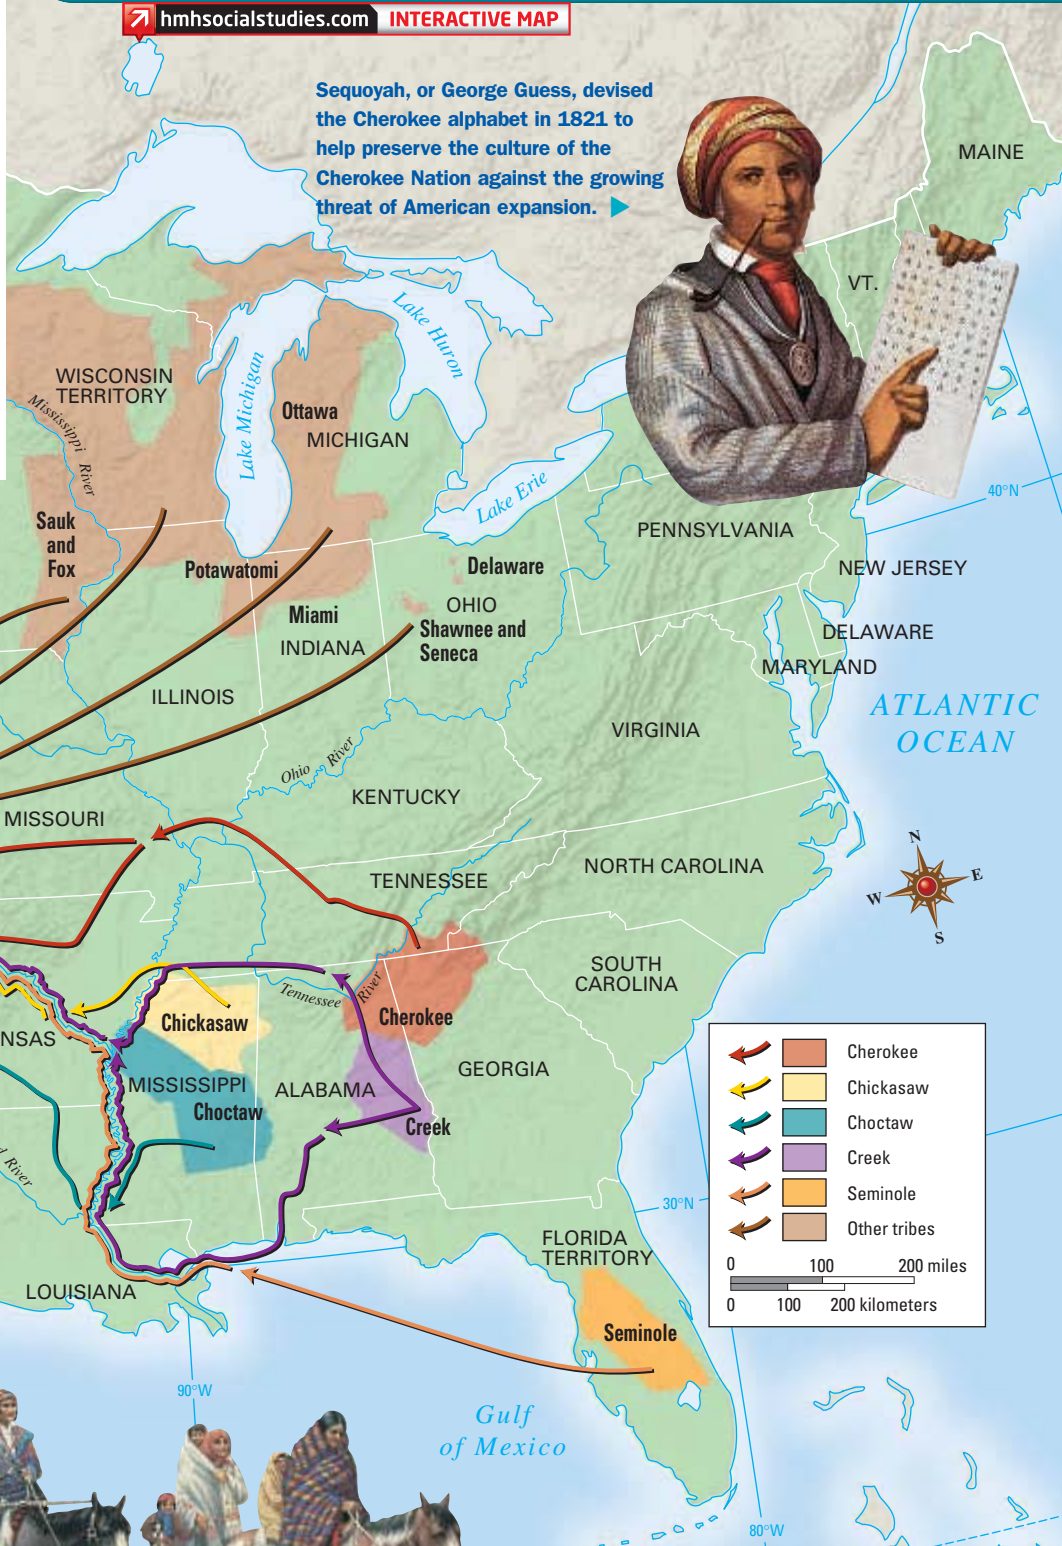 hmhsocialstudies.com INTERACTIVE MAP
Sequoyah, or George Guess, devised
the Cherokee alphabet in 1821 to
help preserve the culture of the
Cherokee Nation against the growing
threat of American expansion.
MAINE
VT.
Lake Huron
WISCONSIN
TERRITORY
Mississippi River
Lake Michigan
Ottawa
MICHIGAN
Lake Erie
40°N
Sauk
and
Fox
PENNSYLVANIA
Potawatomi
Delaware
NEW JERSEY
Miami
OHIO
Shawnee and
Seneca
INDIANA
DELAWARE
MARYLAND
ILLINOIS
ATLANTIC
OCEAN
VIRGINIA
Ohio River
KENTUCKY
MISSOURI
N
W
E
S
TENNESSEE
NORTH CAROLINA
SOUTH
CAROLINA
Tennessee River
Chickasaw
Cherokee
NSAS
MISSISSIPPI
Choctaw
ALABAMA
GEORGIA
Creek
Cherokee
Chickasaw
Choctaw
Creek
Seminole
Other tribes
0 100 200 miles
0 100 200 kilometers
d River
30°N
FLORIDA
TERRITORY
LOUISIANA
Seminole
90°W
Gulf
of Mexico
80°W